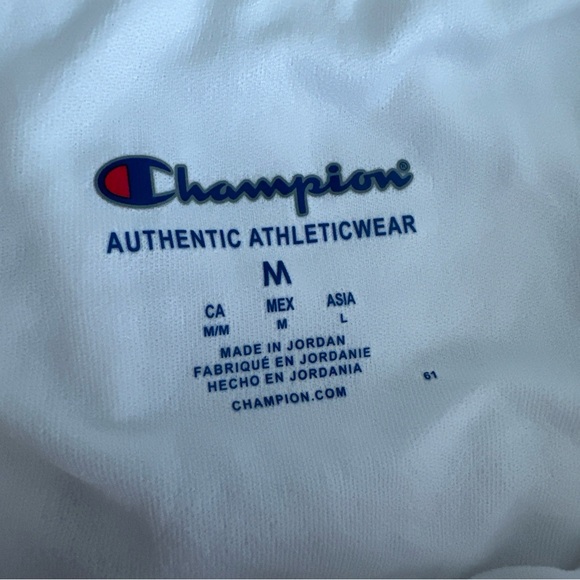 Champion®
AUTHENTIC ATHLETICWEAR
M
CA MEX ASIA
M/M M L
MADE IN JORDAN
FABRIQUÉ EN JORDANIE
HECHO EN JORDANIA
61
CHAMPION.COM